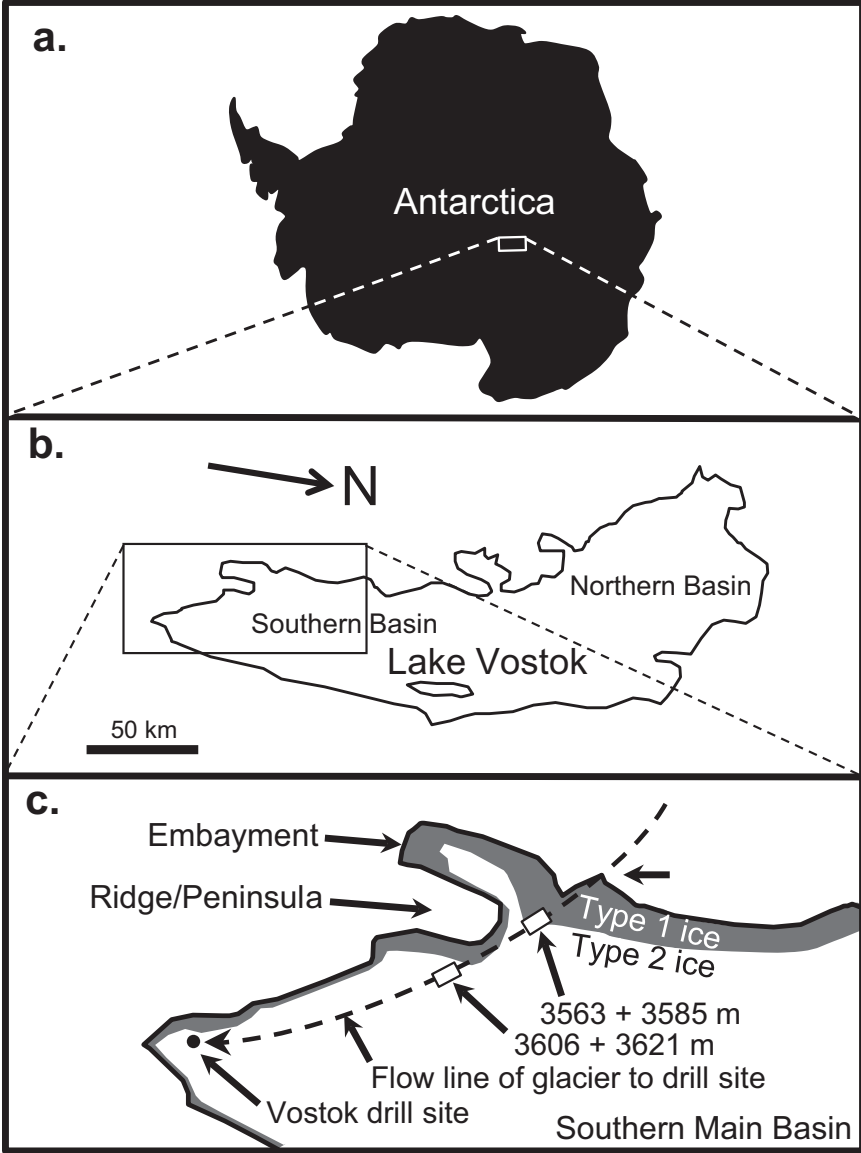 a.
Antarctica
b.
N
Northern Basin
Southern Basin
Lake Vostok
50 km
c.
Embayment
Ridge/Peninsula
Type 1 ice
Type 2 ice
3563 + 3585 m
3606 + 3621 m
Flow line of glacier to drill site
Vostok drill site
Southern Main Basin